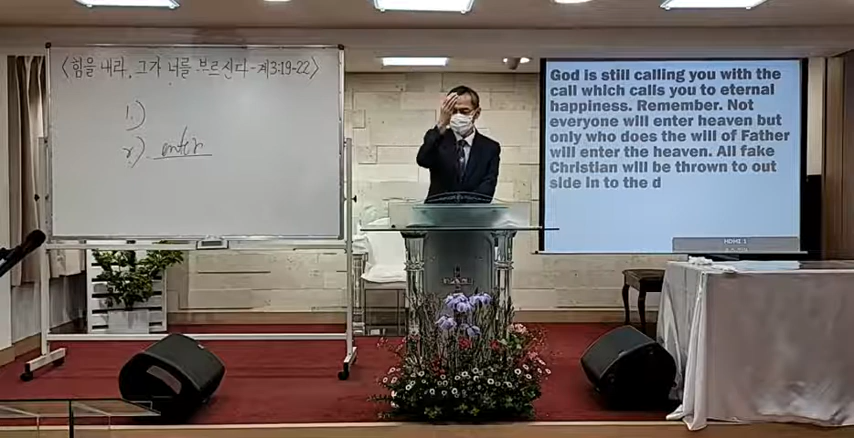 <힘을 내라, 그가 너를 부르신다-계3:19-22>
1)
2) enter
God is still calling you with the
call which calls you to eternal
happiness. Remember. Not
everyone will enter heaven but
only who does the will of Father
will enter the heaven. All fake
Christian will be thrown to out
side in to the d
HDMI 1